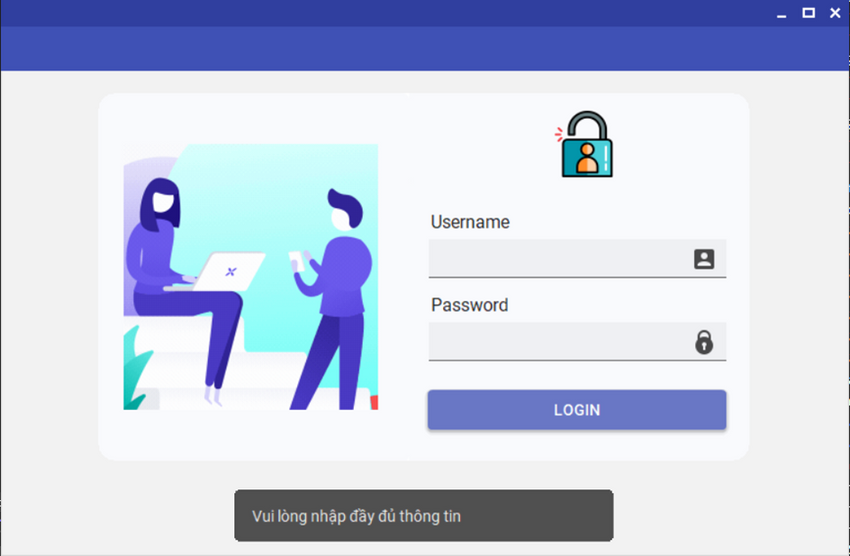 Username
Password
LOGIN
Vui lòng nhập đầy đủ thông tin